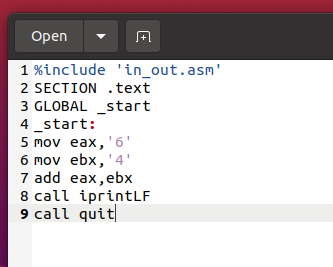 Open
1 %include 'in_out.asm'
2 SECTION .text
3 GLOBAL _start
4 _start:
5 mov eax,'6'
6 mov ebx,'4'
7 add eax,ebx
8 call iprintLF
9 call quit